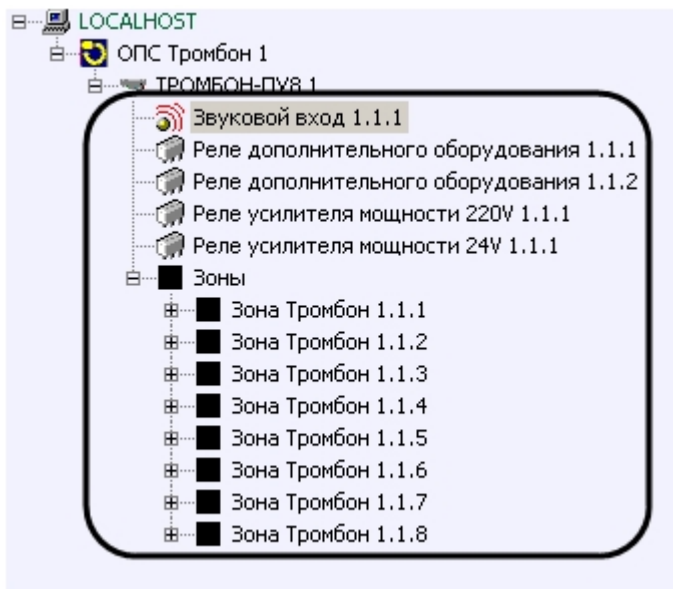 LOCALHOST
ОПС Тромбон 1
ТРОМБОН-ПУ8 1
Звуковой вход 1.1.1
Реле дополнительного оборудования 1.1.1
Реле дополнительного оборудования 1.1.2
Реле усилителя мощности 220V 1.1.1
Реле усилителя мощности 24V 1.1.1
Зоны
Зона Тромбон 1.1.1
Зона Тромбон 1.1.2
Зона Тромбон 1.1.3
Зона Тромбон 1.1.4
Зона Тромбон 1.1.5
Зона Тромбон 1.1.6
Зона Тромбон 1.1.7
Зона Тромбон 1.1.8